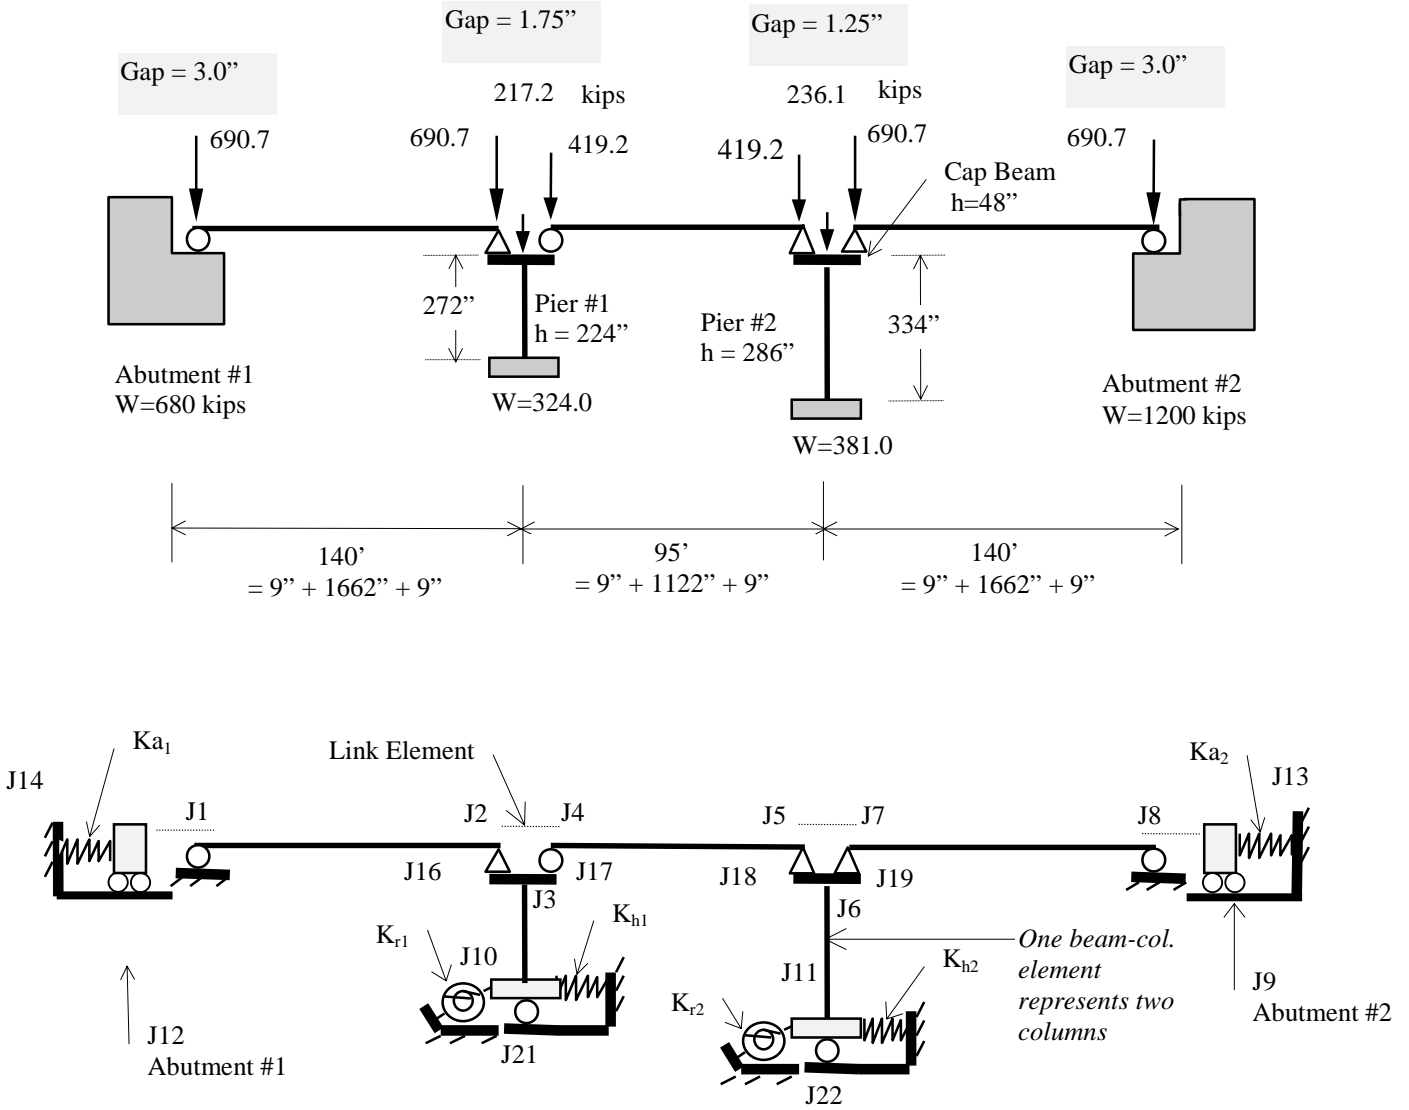 Gap = 1.75”
Gap = 1.25”
Gap = 3.0”
Gap = 3.0”
217.2 kips
236.1 kips
690.7
690.7
419.2
419.2
690.7
690.7
Cap Beam
h=48”
272”
Pier #1
h = 224”
Pier #2
h = 286”
334”
Abutment #1
W=680 kips
W=324.0
W=381.0
Abutment #2
W=1200 kips
140’
= 9” + 1662” + 9”
95’
= 9” + 1122” + 9”
140’
= 9” + 1662” + 9”
Ka1
Link Element
Ka2
J14
J13
J1
J2
J4
J5
J7
J8
J16
J17
J18
J19
J3
J6
Kr1
J10
Kh1
J11
Kh2
Kr2
One beam-col.
element
represents two
columns
J9
Abutment #2
J12
Abutment #1
J21
J22